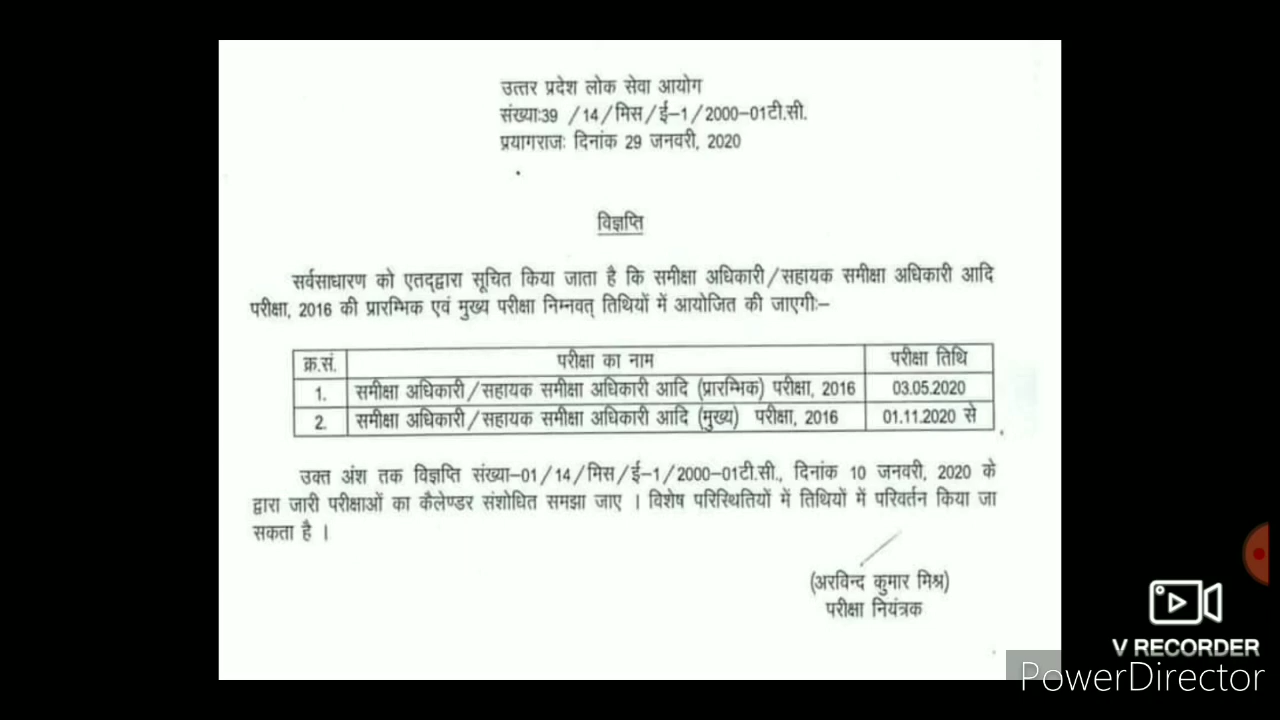 उत्तर प्रदेश लोक सेवा आयोग
संख्याः39 /14/मिस/ई-1/2000-01टी.सी.
प्रयागराजः दिनांक 29 जनवरी, 2020
विज्ञप्ति
सर्वसाधारण को एतद्द्वारा सूचित किया जाता है कि समीक्षा अधिकारी/सहायक समीक्षा अधिकारी आदि
परीक्षा, 2016 की प्रारम्भिक एवं मुख्य परीक्षा निम्नवत् तिथियों में आयोजित की जाएगीः-
क्र.सं. परीक्षा का नाम परीक्षा तिथि
1. समीक्षा अधिकारी/सहायक समीक्षा अधिकारी आदि (प्रारम्भिक) परीक्षा, 2016 03.05.2020
2. समीक्षा अधिकारी/सहायक समीक्षा अधिकारी आदि (मुख्य) परीक्षा, 2016 01.11.2020 से
उक्त अंश तक विज्ञप्ति संख्या-01/14/मिस/ई-1/2000-01टी.सी., दिनांक 10 जनवरी, 2020 के
द्वारा जारी परीक्षाओं का कैलेण्डर संशोधित समझा जाए । विशेष परिस्थितियों में तिथियों में परिवर्तन किया जा
सकता है ।
(अरविन्द कुमार मिश्र)
परीक्षा नियंत्रक
V RECORDER
PowerDirector